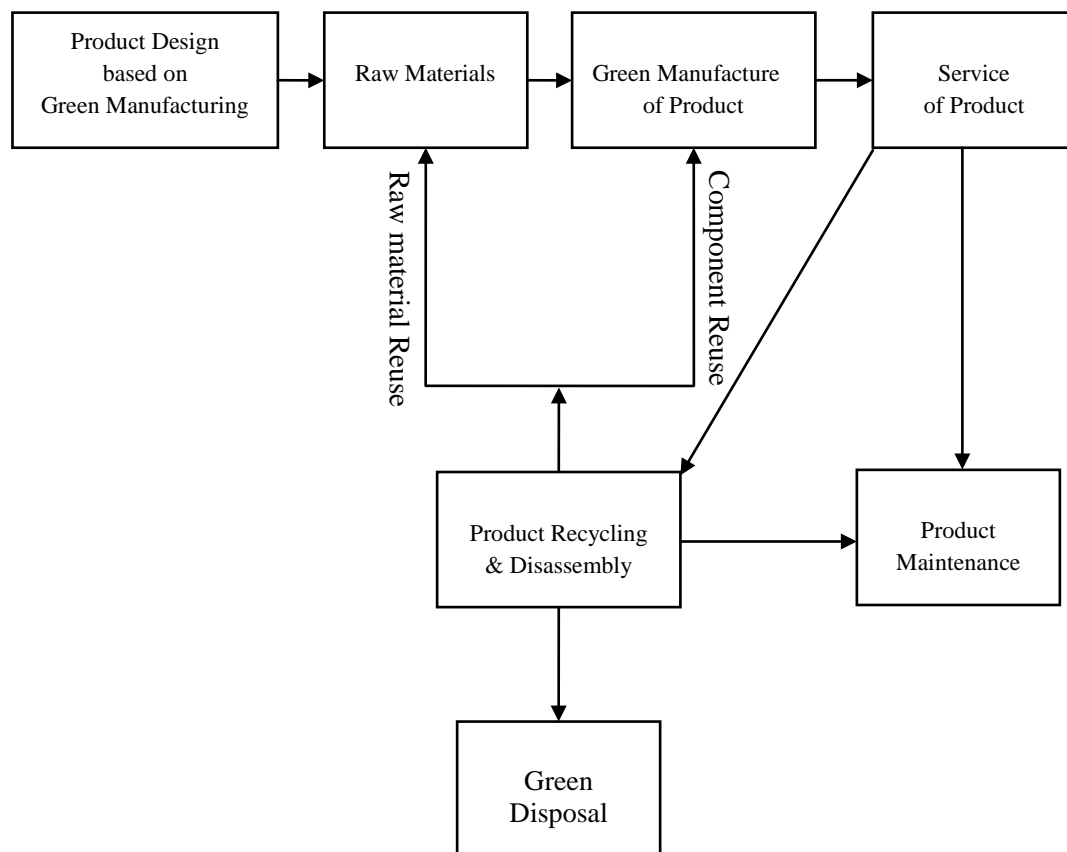 Product Design
based on
Green Manufacturing
Raw Materials
Green Manufacture
of Product
Service
of Product
Raw material Reuse
Component Reuse
Product Recycling
& Disassembly
Product
Maintenance
Green
Disposal